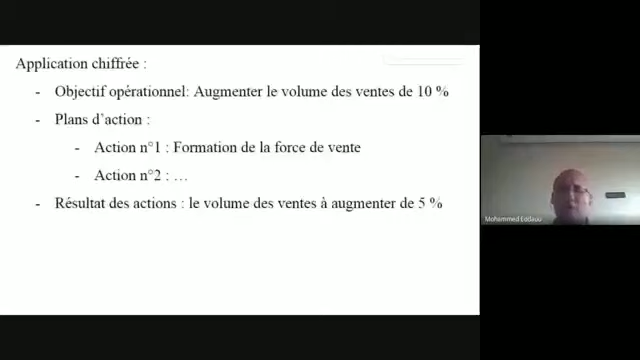 Application chiffrée :
- Objectif opérationnel: Augmenter le volume des ventes de 10 %
- Plans d'action :
- Action n°1 : Formation de la force de vente
- Action n°2 : …
- Résultat des actions : le volume des ventes à augmenter de 5 %
Mohammed